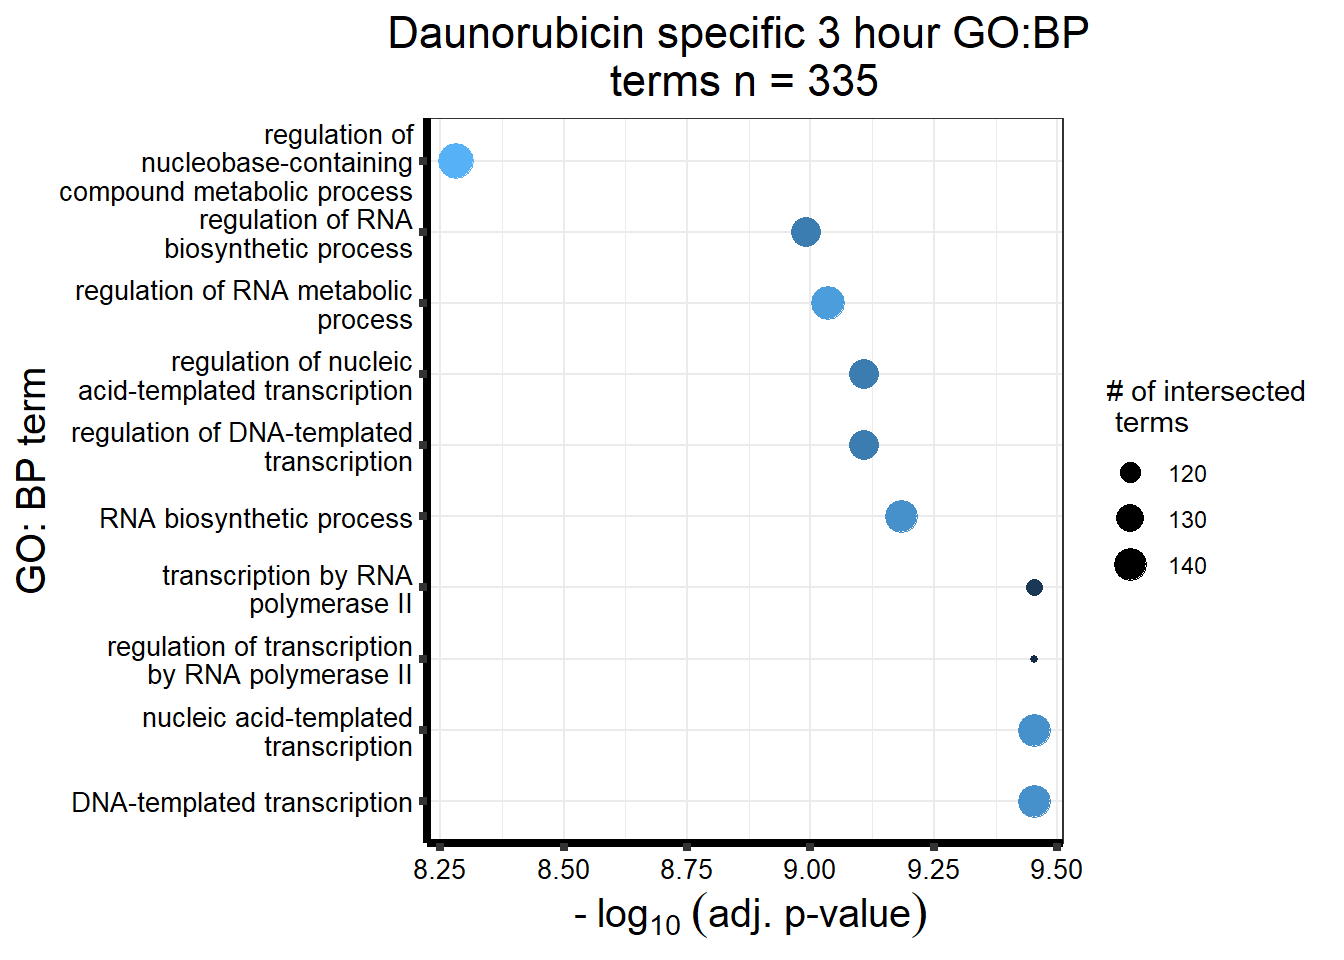 Daunorubicin specific 3 hour GO:BP
terms n = 335
GO: BP term
regulation of
nucleobase-containing
compound metabolic process
regulation of RNA
biosynthetic process
regulation of RNA metabolic
process
regulation of nucleic
acid-templated transcription
regulation of DNA-templated
transcription
RNA biosynthetic process
transcription by RNA
polymerase II
regulation of transcription
by RNA polymerase II
nucleic acid-templated
transcription
DNA-templated transcription
8.25 8.50 8.75 9.00 9.25 9.50
- log10 (adj. p-value)
# of intersected
terms
120
130
140